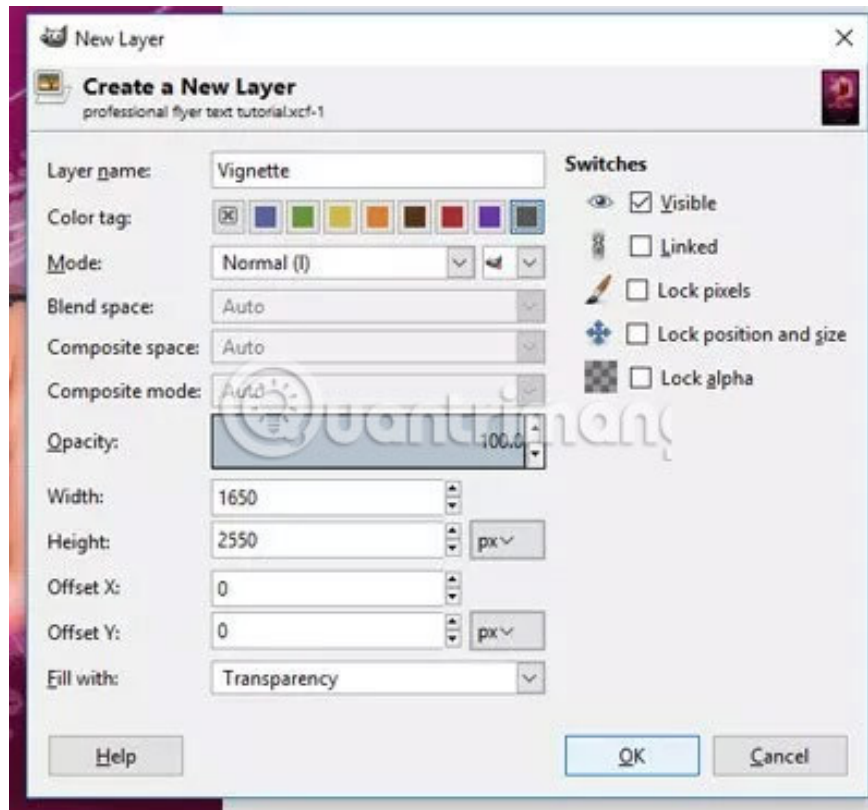 New Layer
Create a New Layer
professional flyer text tutorial.xcf-1
Layer name: Vignette
Color tag:
Mode: Normal (l)
Blend space: Auto
Composite space: Auto
Composite mode: Auto
Opacity: 100.0
Width: 1650
Height: 2550 px
Offset X: 0
Offset Y: 0 px
Fill with: Transparency
Switches
Visible
Linked
Lock pixels
Lock position and size
Lock alpha
Quantrimang
Help OK Cancel